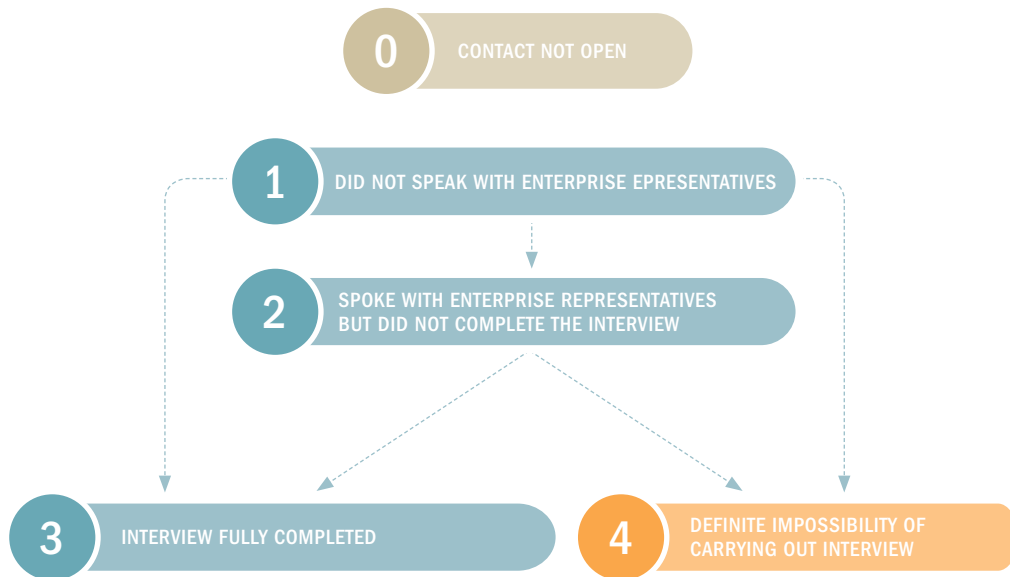 0
CONTACT NOT OPEN
1
DID NOT SPEAK WITH ENTERPRISE EPRESENTATIVES
2
SPOKE WITH ENTERPRISE REPRESENTATIVES
BUT DID NOT COMPLETE THE INTERVIEW
3
INTERVIEW FULLY COMPLETED
4
DEFINITE IMPOSSIBILITY OF
CARRYING OUT INTERVIEW